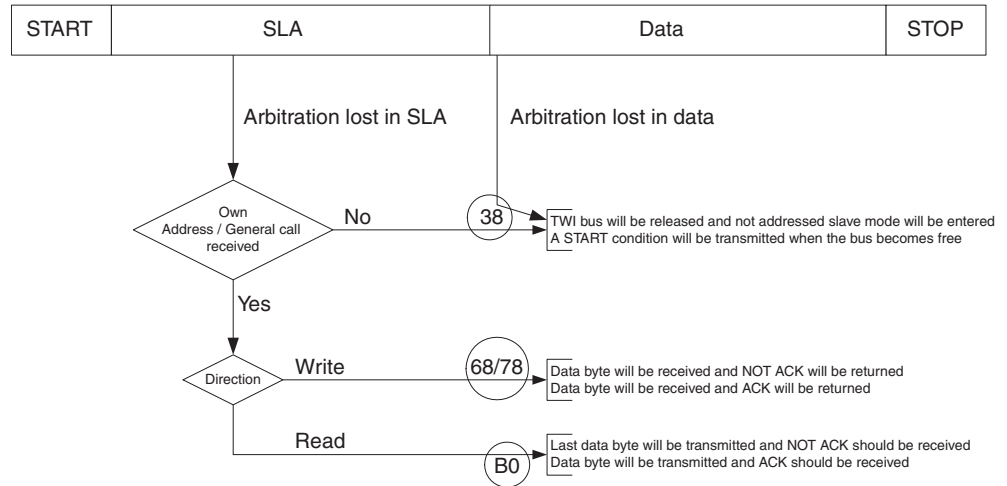 START
SLA
Data
STOP
Arbitration lost in SLA
Arbitration lost in data
Own
Address / General call
received
No
38
TWI bus will be released and not addressed slave mode will be entered
A START condition will be transmitted when the bus becomes free
Yes
Direction
Write
68/78
Data byte will be received and NOT ACK will be returned
Data byte will be received and ACK will be returned
Read
B0
Last data byte will be transmitted and NOT ACK should be received
Data byte will be transmitted and ACK should be received